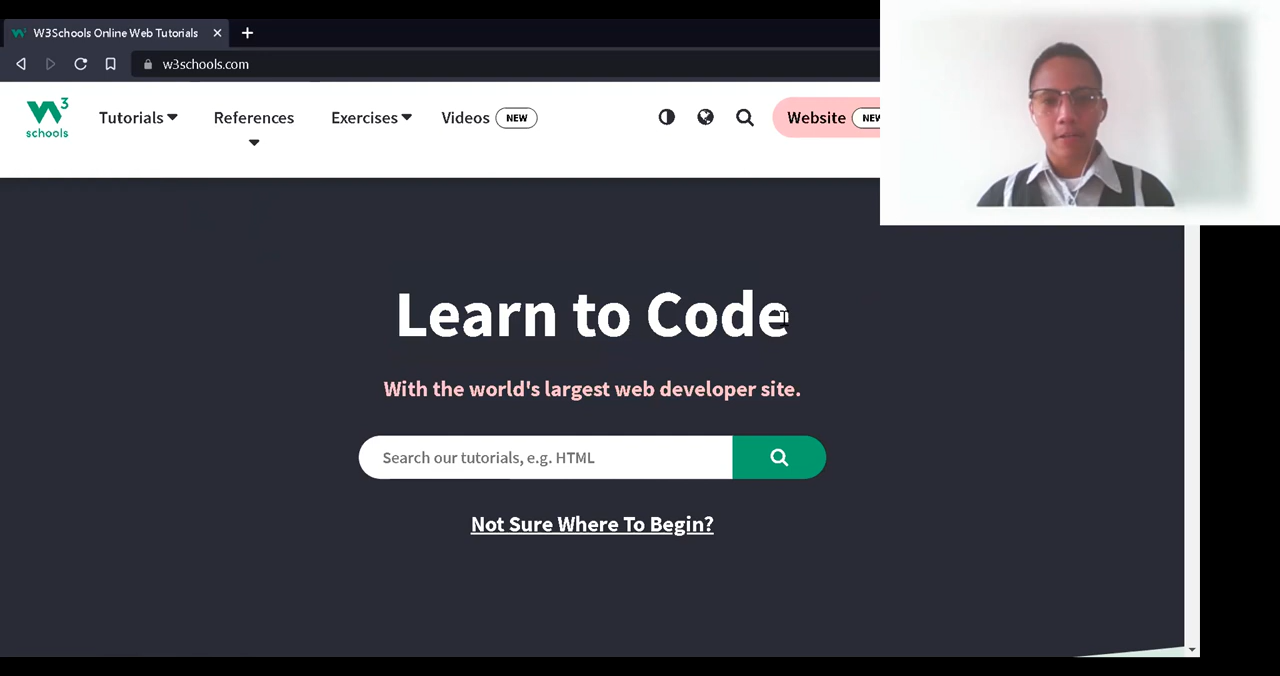 W3Schools Online Web Tutorials
w3schools.com
W3 schools Tutorials References Exercises Videos NEW Website NEW
Learn to Code
With the world's largest web developer site.
Search our tutorials, e.g. HTML
Not Sure Where To Begin?